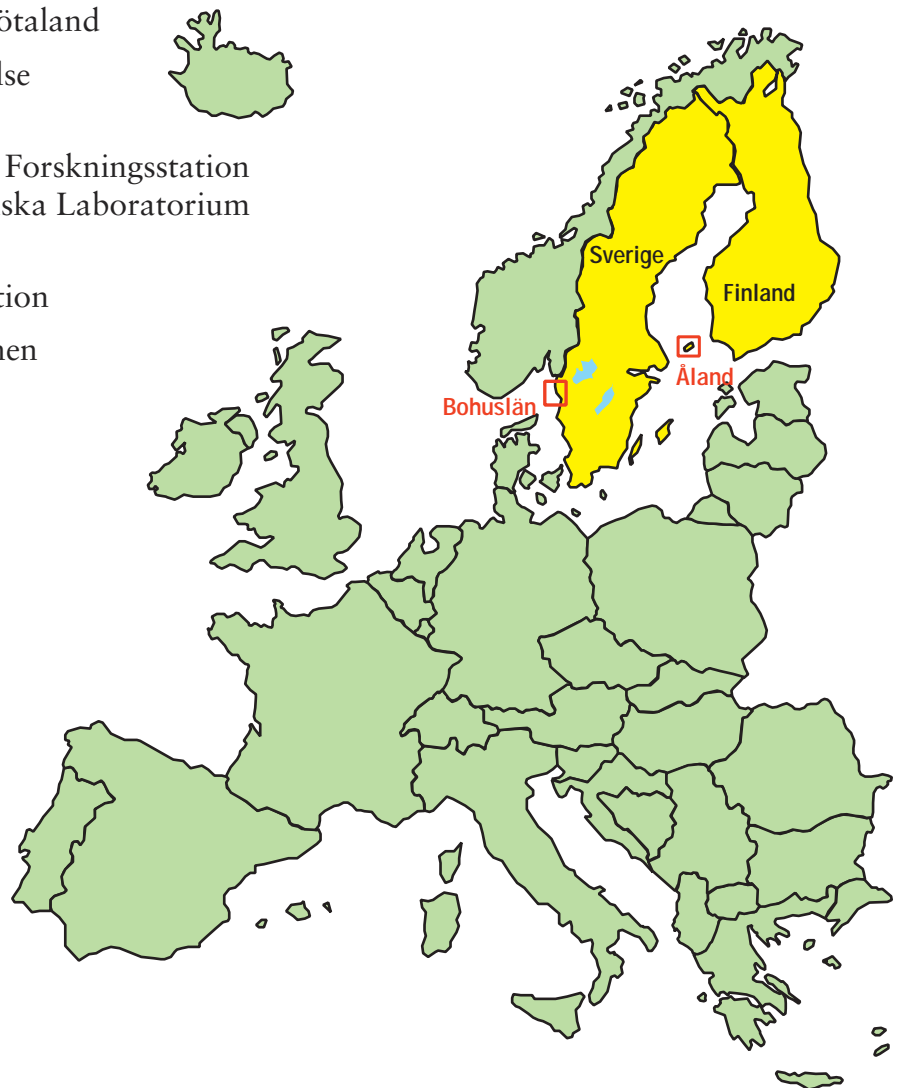 ötaland
lse
Forskningsstation
ska Laboratorium
tion
nen
Sverige
Finland
Åland
Bohuslän